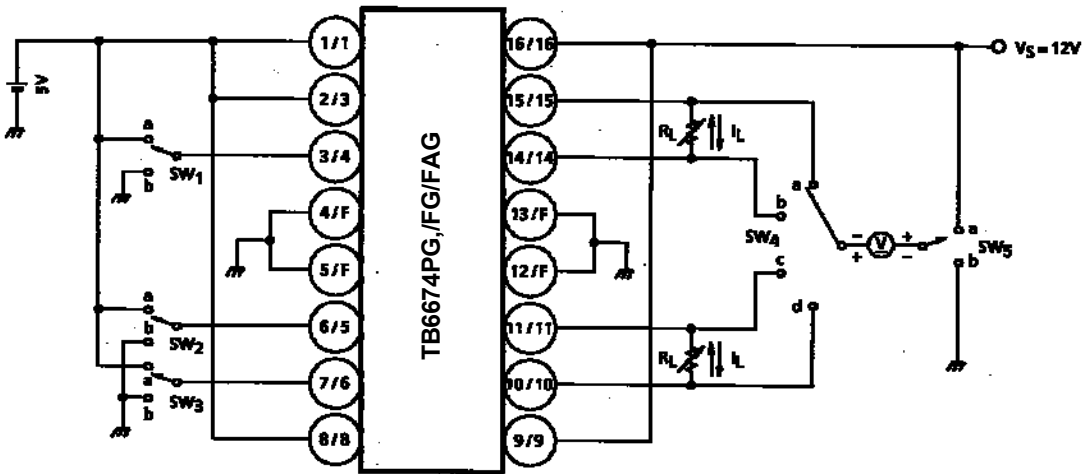 5V
1/1
2/3
3/4
4/F
5/F
6/5
7/6
8/8
a
b
SW1
a
b
SW2
a
b
SW3
TB6674PG,/FG/FAG
16/16
15/15
14/14
13/F
12/F
11/11
10/10
9/9
VS=12V
RL
IL
RL
IL
a
b
SW4
c
d
− V +
+ −
a
SW5
b